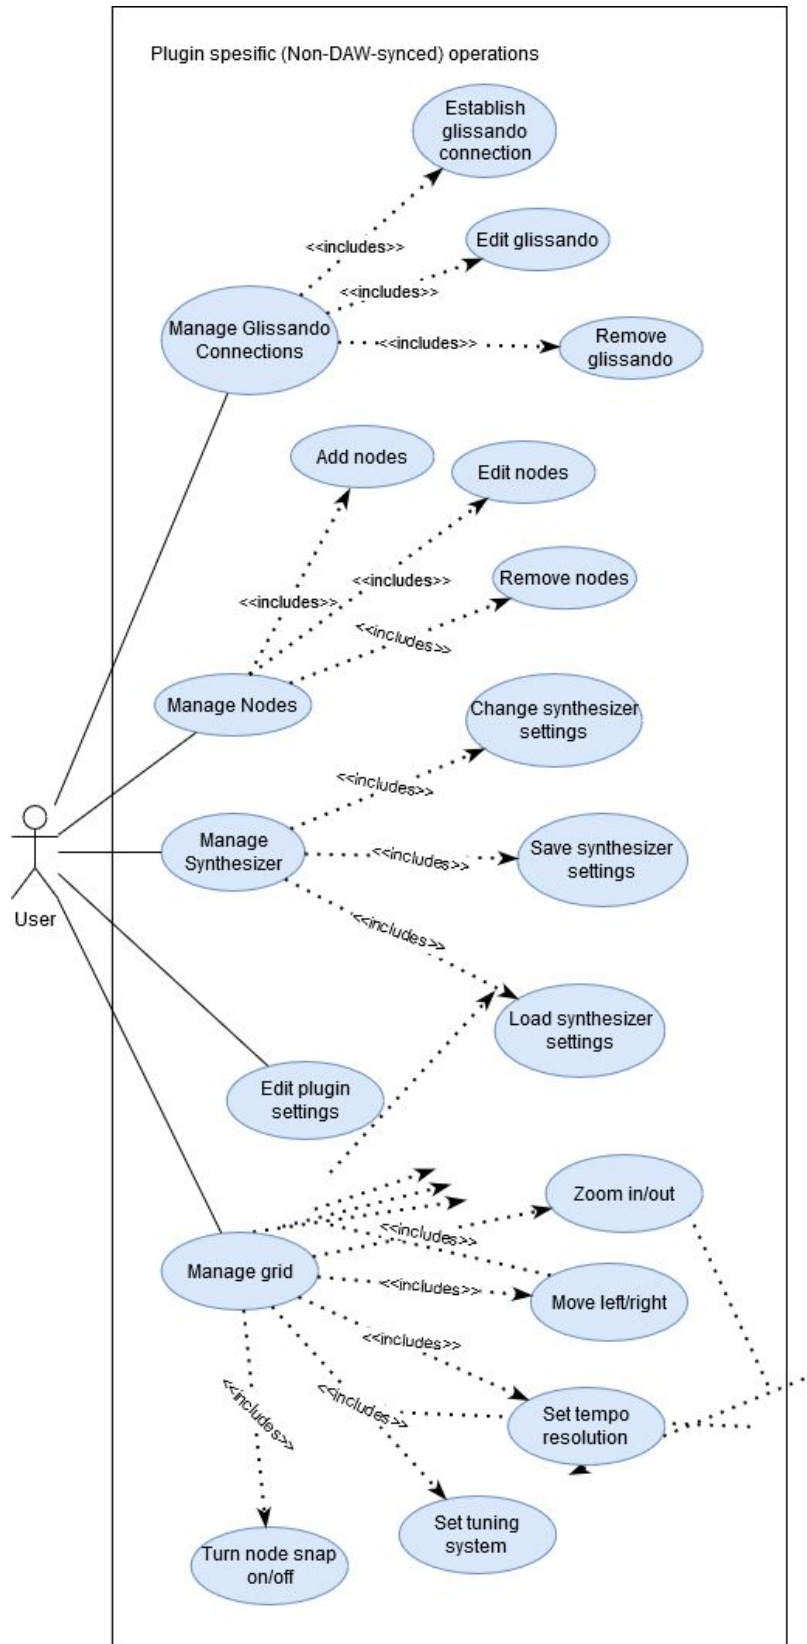 Plugin spesific (Non-DAW-synced) operations
Establish
glissando
connection
<<includes>>
Edit glissando
<<includes>>
Manage Glissando
Connections
<<includes>>
Remove
glissando
Add nodes
Edit nodes
<<includes>>
Remove nodes
<<includes>>
<<includes>>
Manage Nodes
Change synthesizer
settings
<<includes>>
Manage
Synthesizer
<<includes>>
Save synthesizer
settings
User
<<includes>>
Load synthesizer
settings
Edit plugin
settings
Zoom in/out
<<includes>>
Manage grid
<<includes>>
Move left/right
<<includes>>
<<includes>>
<<includes>>
Set tempo
resolution
Set tuning
system
Turn node snap
on/off